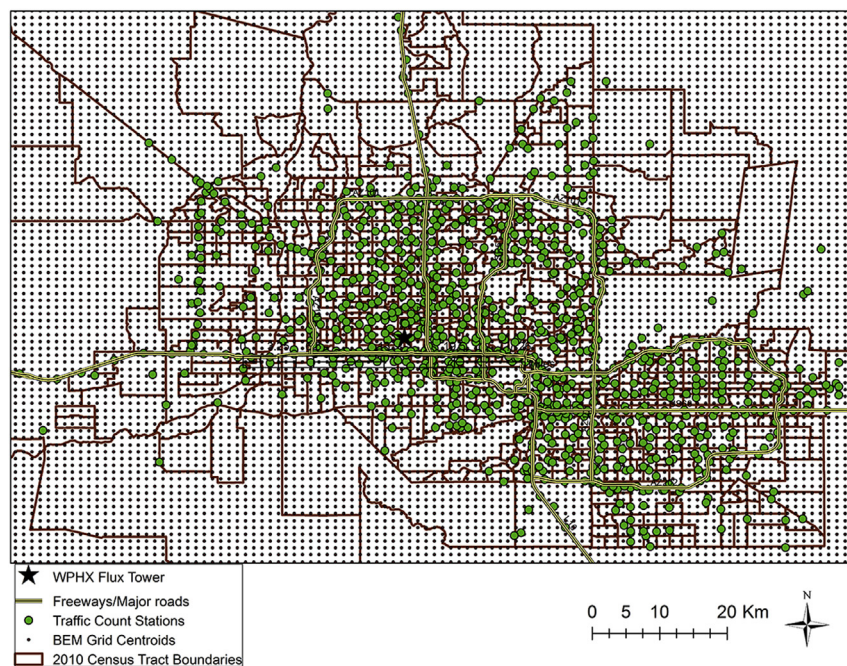 WPHX Flux Tower
Freeways/Major roads
Traffic Count Stations
BEM Grid Centroids
2010 Census Tract Boundaries
0 5 10 20 Km
N